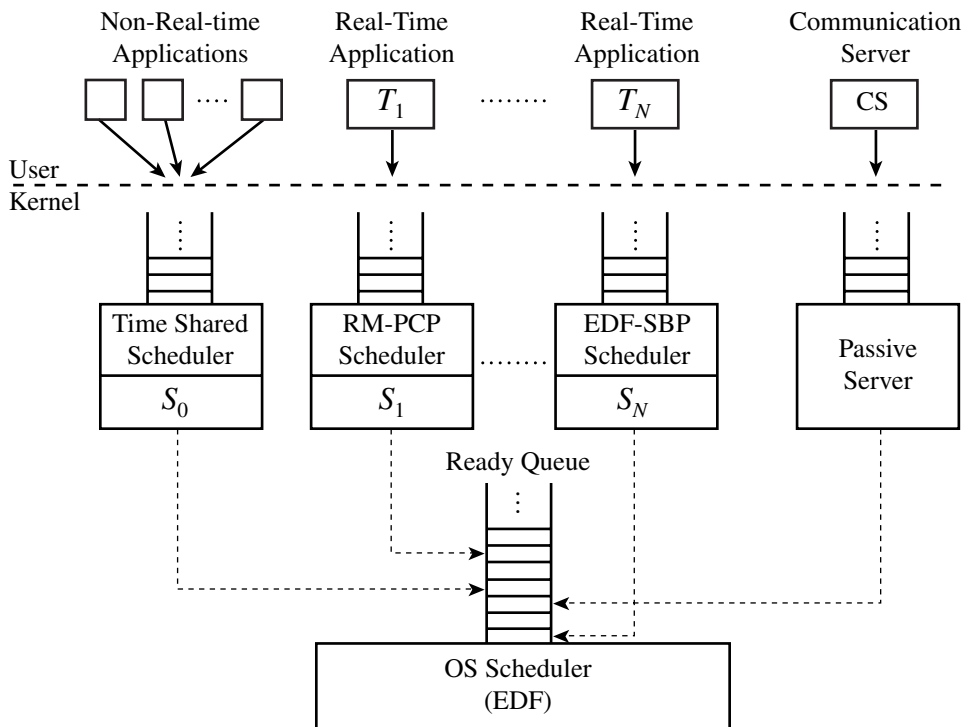 Non-Real-time
Applications
Real-Time
Application
Real-Time
Application
Communication
Server
.....
T1
.........
TN
CS
User
Kernel
Time Shared
Scheduler
S0
RM-PCP
Scheduler
S1
.........
EDF-SBP
Scheduler
SN
Passive
Server
Ready Queue
OS Scheduler
(EDF)